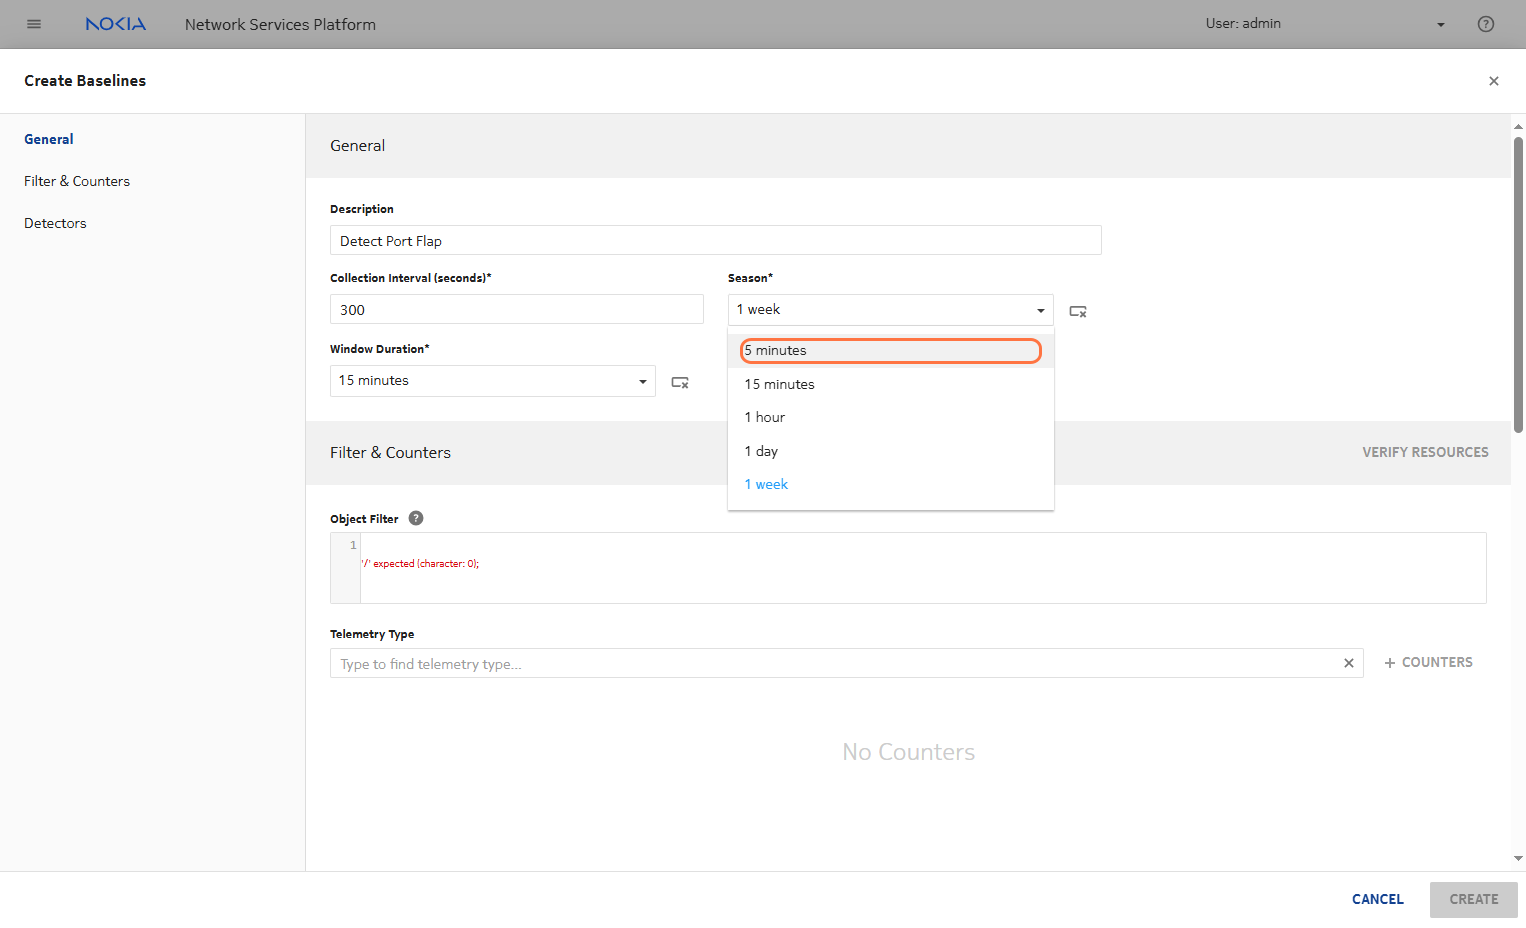 NOKIA Network Services Platform User: admin
Create Baselines
General
Filter & Counters
Detectors
General
Description
Detect Port Flap
Collection Interval (seconds)*
300
Season*
1 week
5 minutes
15 minutes
1 hour
1 day
1 week
Window Duration*
15 minutes
Filter & Counters
VERIFY RESOURCES
Object Filter ?
1
'/' expected (character: 0);
Telemetry Type
Type to find telemetry type...
+ COUNTERS
No Counters
CANCEL
CREATE